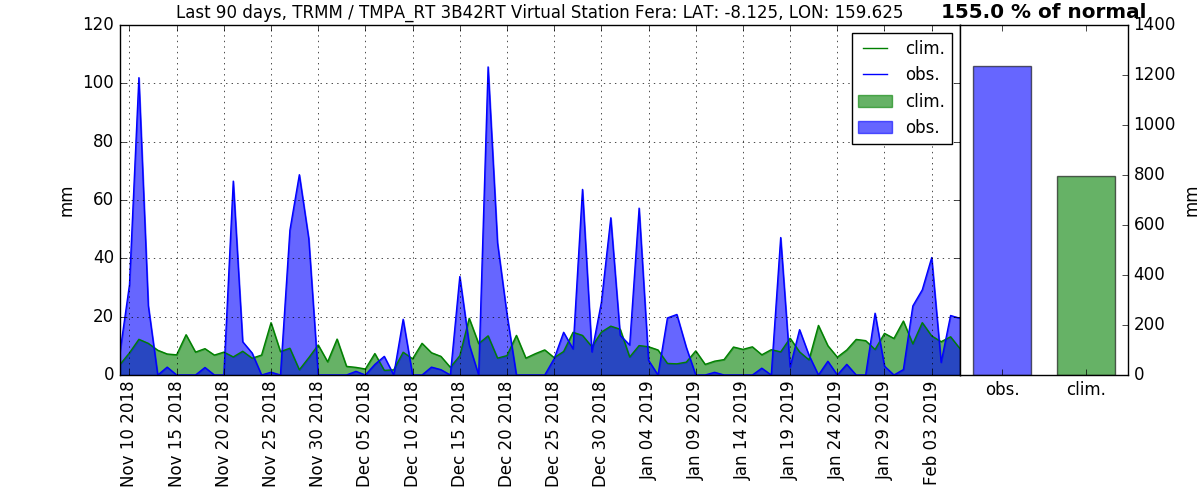 Last 90 days, TRMM / TMPA_RT 3B42RT Virtual Station Fera: LAT: -8.125, LON: 159.625
155.0 % of normal
mm
120
100
80
60
40
20
0
clim.
obs.
clim.
obs.
Nov 10 2018
Nov 15 2018
Nov 20 2018
Nov 25 2018
Nov 30 2018
Dec 05 2018
Dec 10 2018
Dec 15 2018
Dec 20 2018
Dec 25 2018
Dec 30 2018
Jan 04 2019
Jan 09 2019
Jan 14 2019
Jan 19 2019
Jan 24 2019
Jan 29 2019
Feb 03 2019
1400
1200
1000
800
600
400
200
0
mm
obs.
clim.